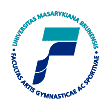 UNIVERSITAS MASARYKIANA BRUNENSIS
FACULTAS ARTIS GYMNASTICAE AC SPORTIVAE